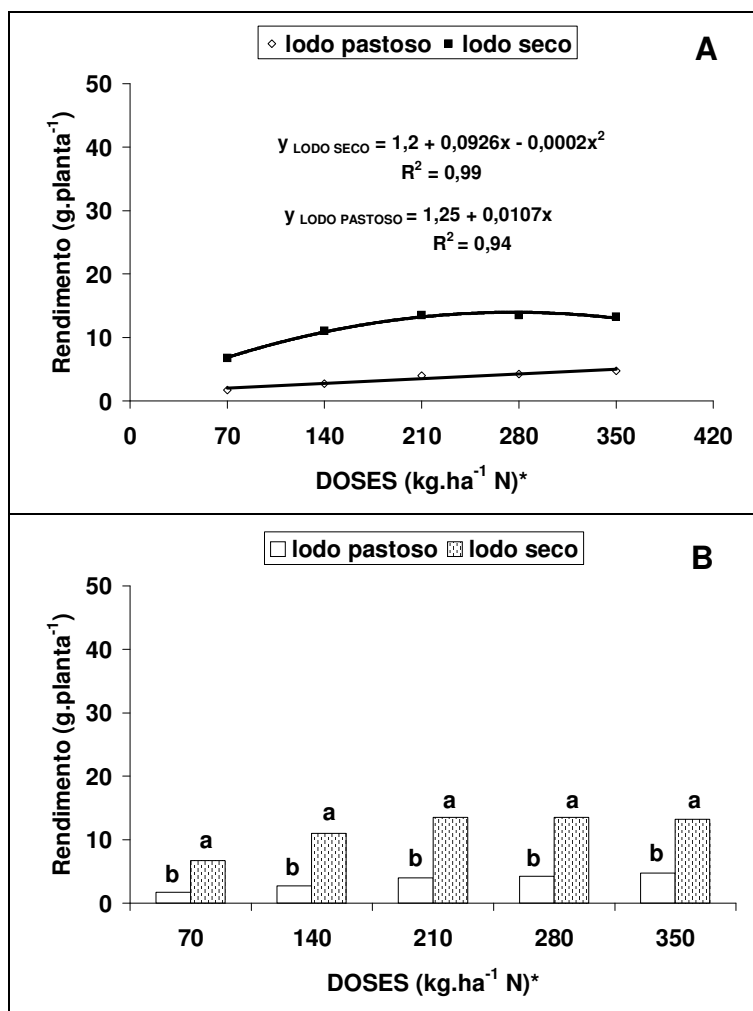 lodo pastoso lodo seco
A
50
40
30
20
10
0
Rendimento (g.planta⁻¹)
y LODO SECO = 1,2 + 0,0926x - 0,0002x²
R² = 0,99
y LODO PASTOSO = 1,25 + 0,0107x
R² = 0,94
0 70 140 210 280 350 420
DOSES (kg.ha⁻¹ N)*
lodo pastoso lodo seco
B
50
40
30
20
10
0
Rendimento (g.planta⁻¹)
b a b a b a b a b a
70 140 210 280 350
DOSES (kg.ha⁻¹ N)*